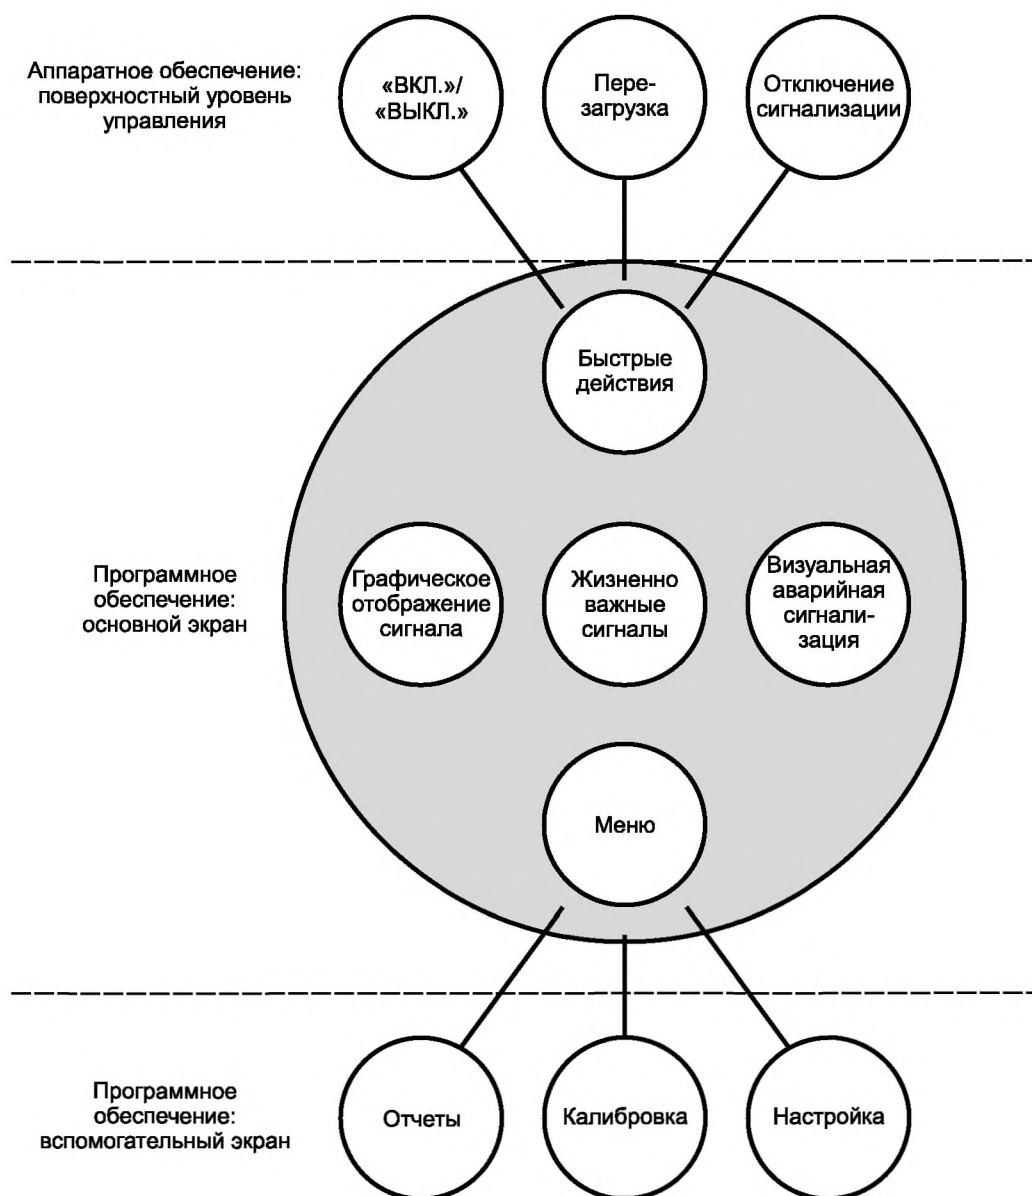 Аппаратное обеспечение:
поверхностный уровень
управления
«ВКЛ.»/
«ВЫКЛ.»
Пере-
загрузка
Отключение
сигнализации
Быстрые
действия
Программное
обеспечение:
основной экран
Графическое
отображение
сигнала
Жизненно
важные
сигналы
Визуальная
аварийная
сигнали-
зация
Меню
Программное
обеспечение:
вспомогательный экран
Отчеты
Калибровка
Настройка